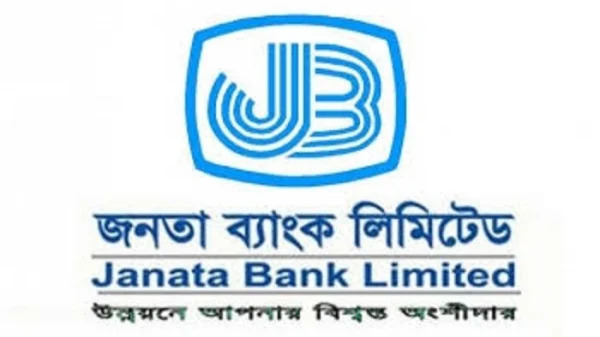 JB
জনতা ব্যাংক লিমিটেড
Janata Bank Limited
উন্নয়নে আপনার বিশ্বস্ত অংশীদার